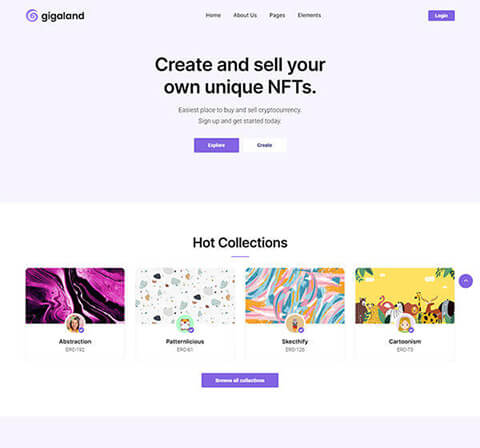 gigaland
Home About Us Pages Elements
Login
Create and sell your
own unique NFTs.
Easiest place to buy and sell cryptocurrency.
Sign up and get started today.
Explore Create
Hot Collections
Abstraction
ERC-192
Patternlicious
ERC-61
Skecthify
ERC-126
Cartoonism
ERC-73
Browse all collections